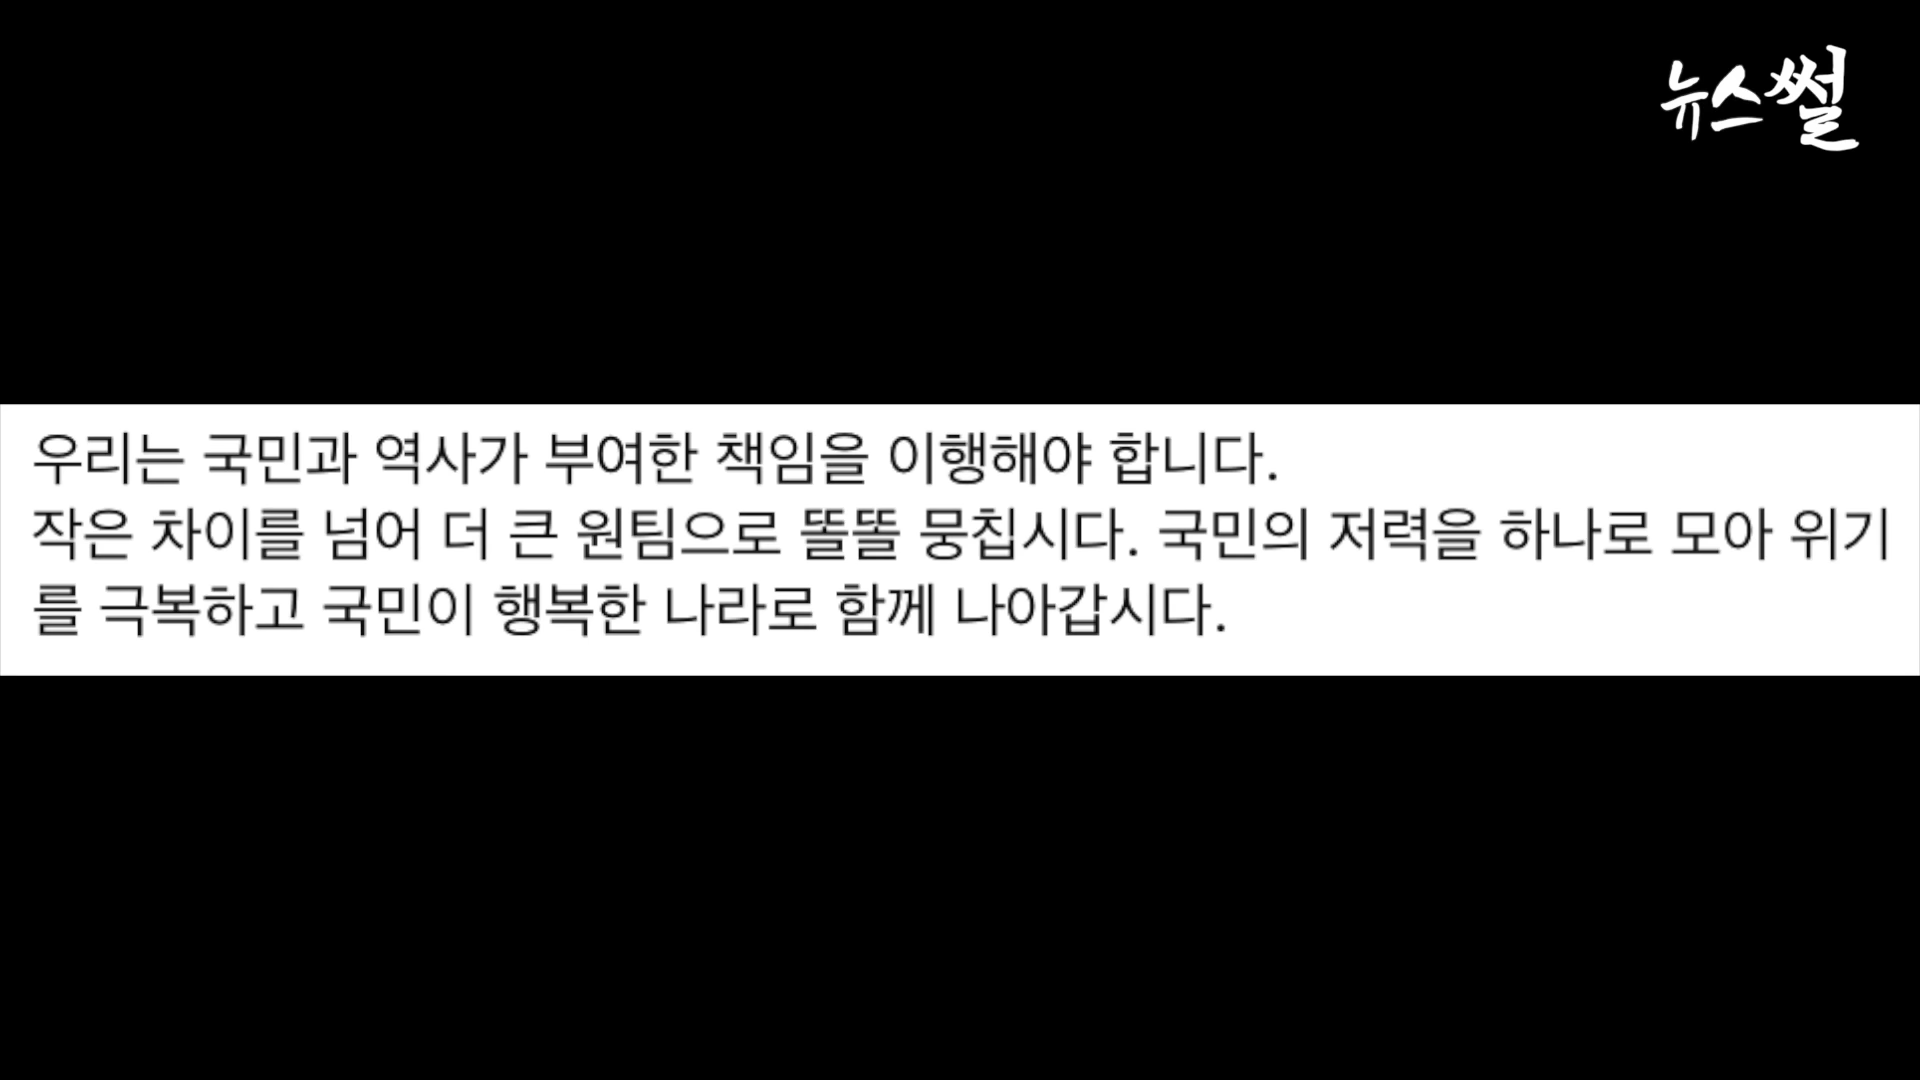 뉴스썰
우리는 국민과 역사가 부여한 책임을 이행해야 합니다.
작은 차이를 넘어 더 큰 원팀으로 똘똘 뭉칩시다. 국민의 저력을 하나로 모아 위기
를 극복하고 국민이 행복한 나라로 함께 나아갑시다.